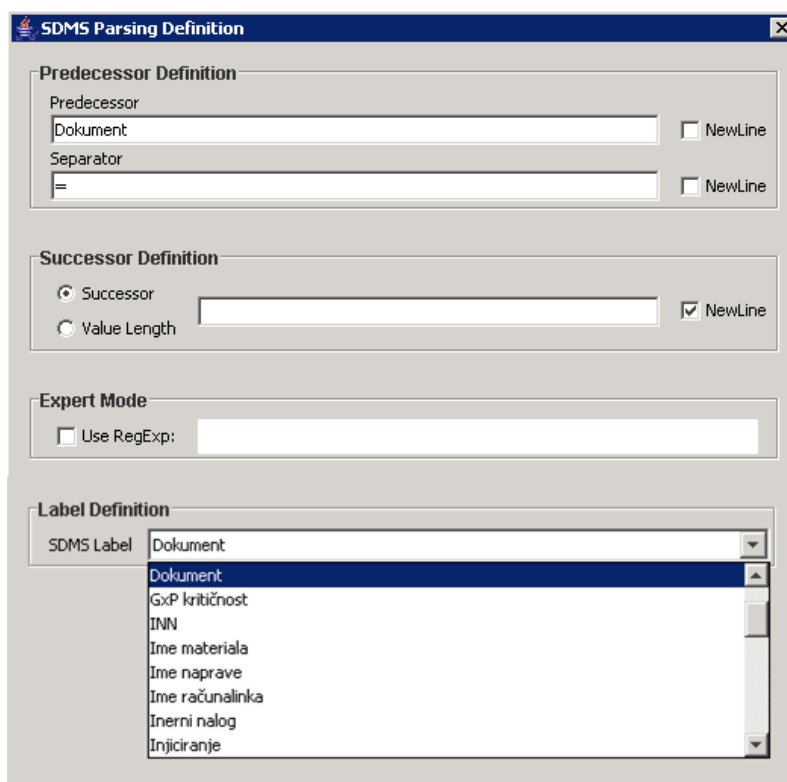 SDMS Parsing Definition
Predecessor Definition
Predecessor
Dokument
NewLine
Separator
=
NewLine
Successor Definition
Successor
Value Length
NewLine
Expert Mode
Use RegExp:
Label Definition
SDMS Label
Dokument
Dokument
GxP kritičnost
INN
Ime materiala
Ime naprave
Ime računalinka
Inerni nalog
Injiciranje